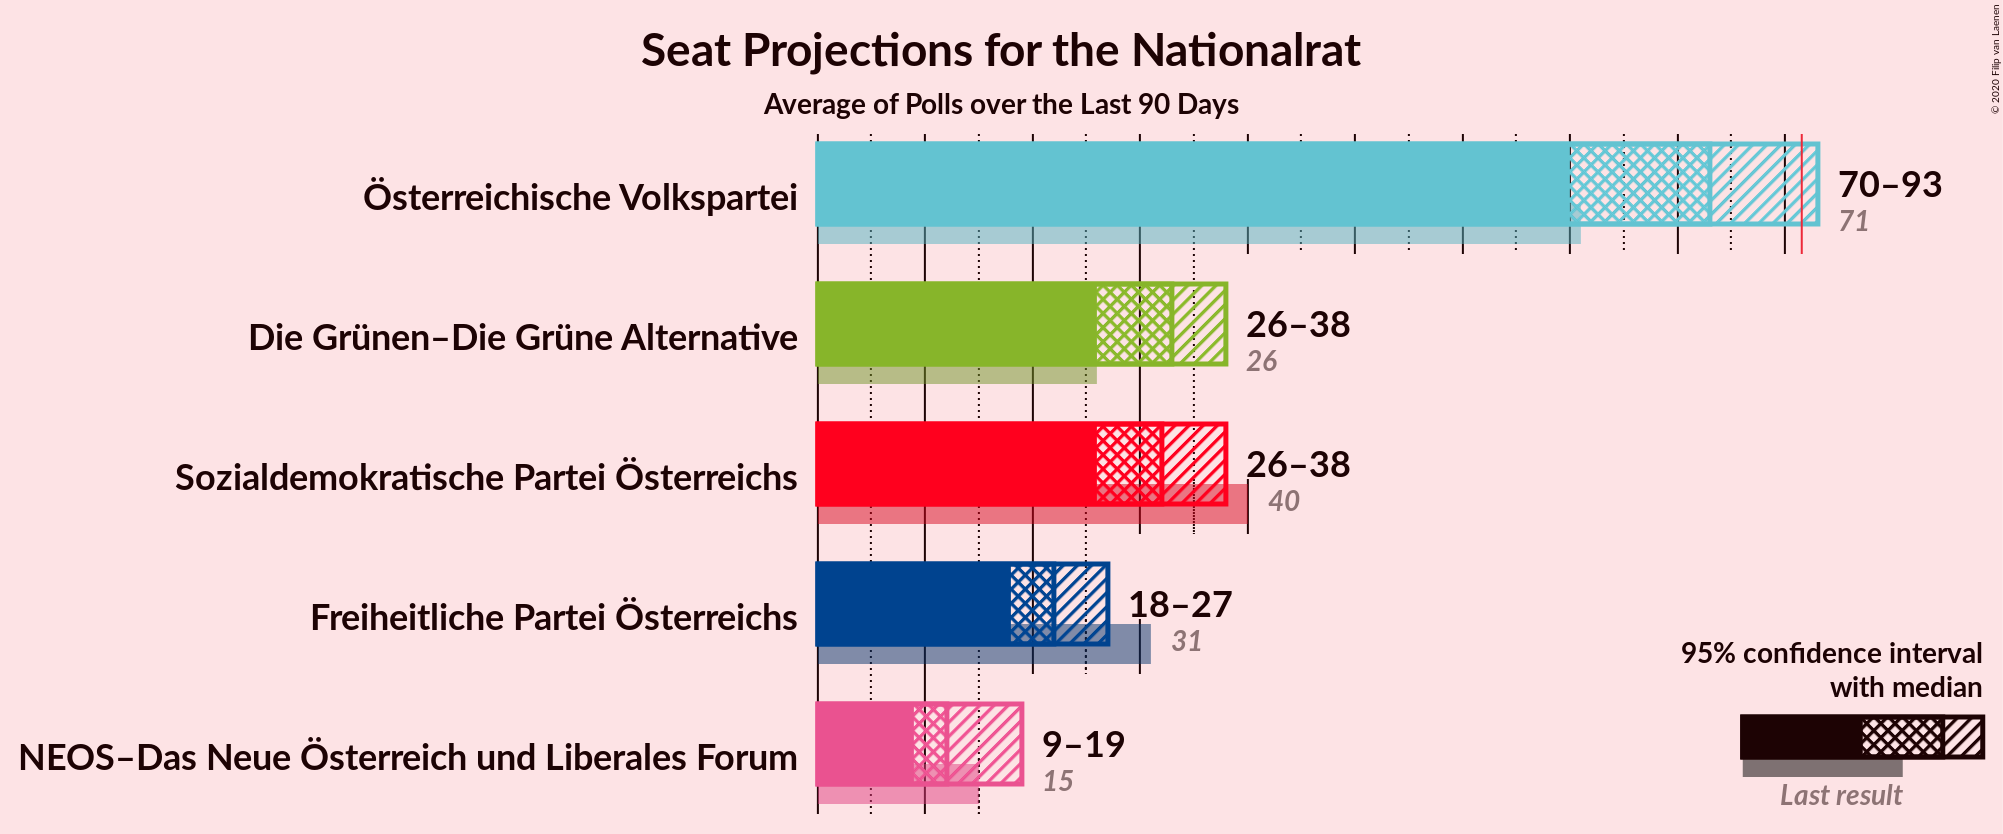 Seat Projections for the Nationalrat
Average of Polls over the Last 90 Days
© 2020 Filip van Laenen
Österreichische Volkspartei
70–93
71
Die Grünen–Die Grüne Alternative
26–38
26
Sozialdemokratische Partei Österreichs
26–38
40
Freiheitliche Partei Österreichs
18–27
31
NEOS–Das Neue Österreich und Liberales Forum
9–19
15
95% confidence interval
with median
Last result